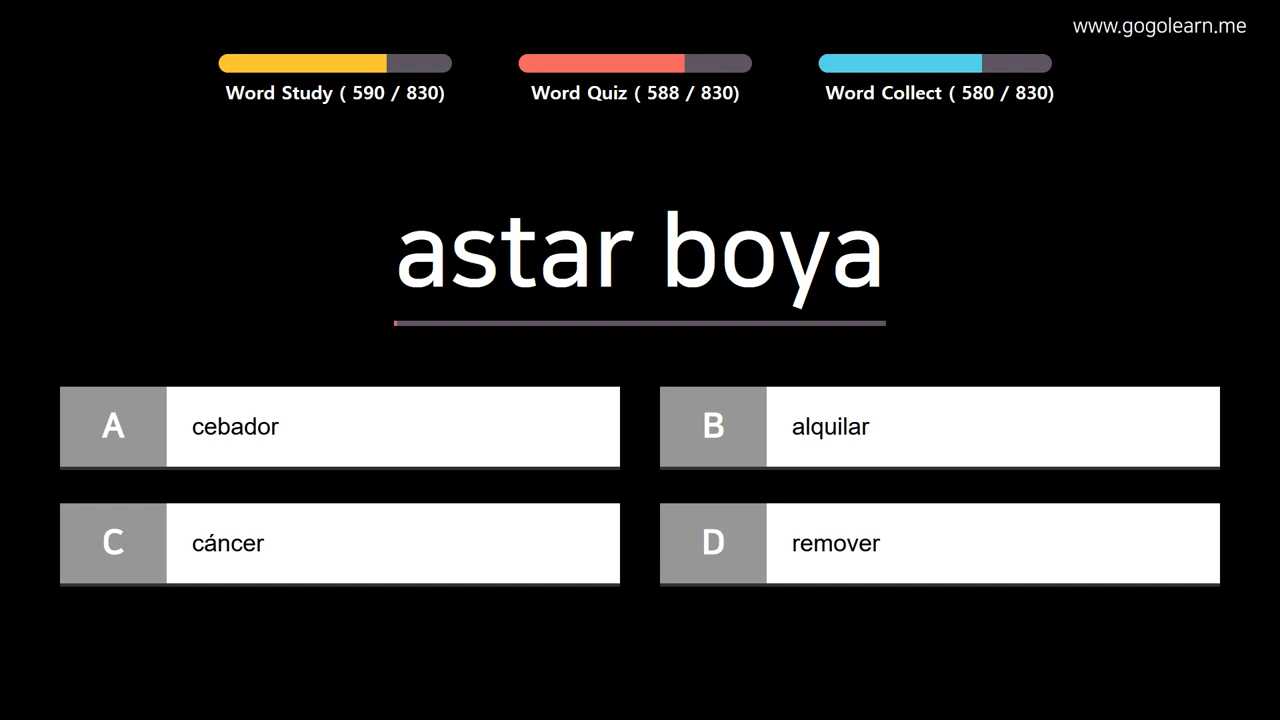 www.gogolearn.me
Word Study ( 590 / 830)
Word Quiz ( 588 / 830)
Word Collect ( 580 / 830)
astar boya
A cebador
B alquilar
C cáncer
D remover